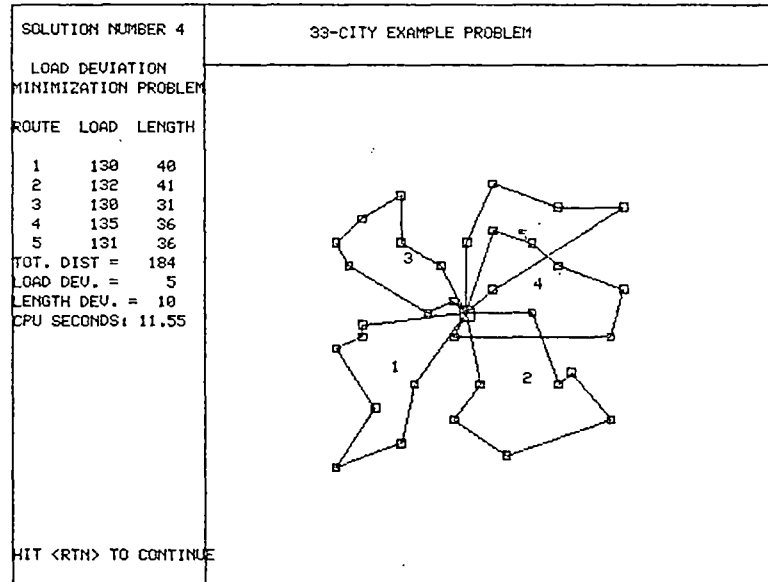 SOLUTION NUMBER 4
33-CITY EXAMPLE PROBLEM
LOAD DEVIATION
MINIMIZATION PROBLEM
ROUTE LOAD LENGTH
1 130 40
2 132 41
3 130 31
4 135 36
5 131 36
TOT. DIST = 184
LOAD DEV. = 5
LENGTH DEV. = 10
CPU SECONDS: 11.55
5
3
4
1
2
HIT <RTN> TO CONTINUE